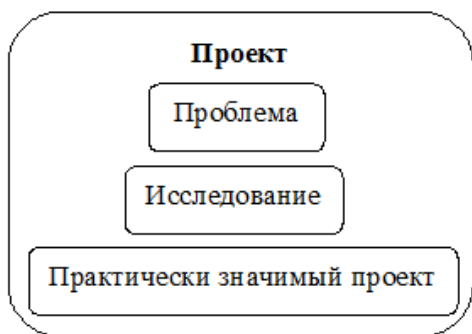 Проект
Проблема
Исследование
Практически значимый проект